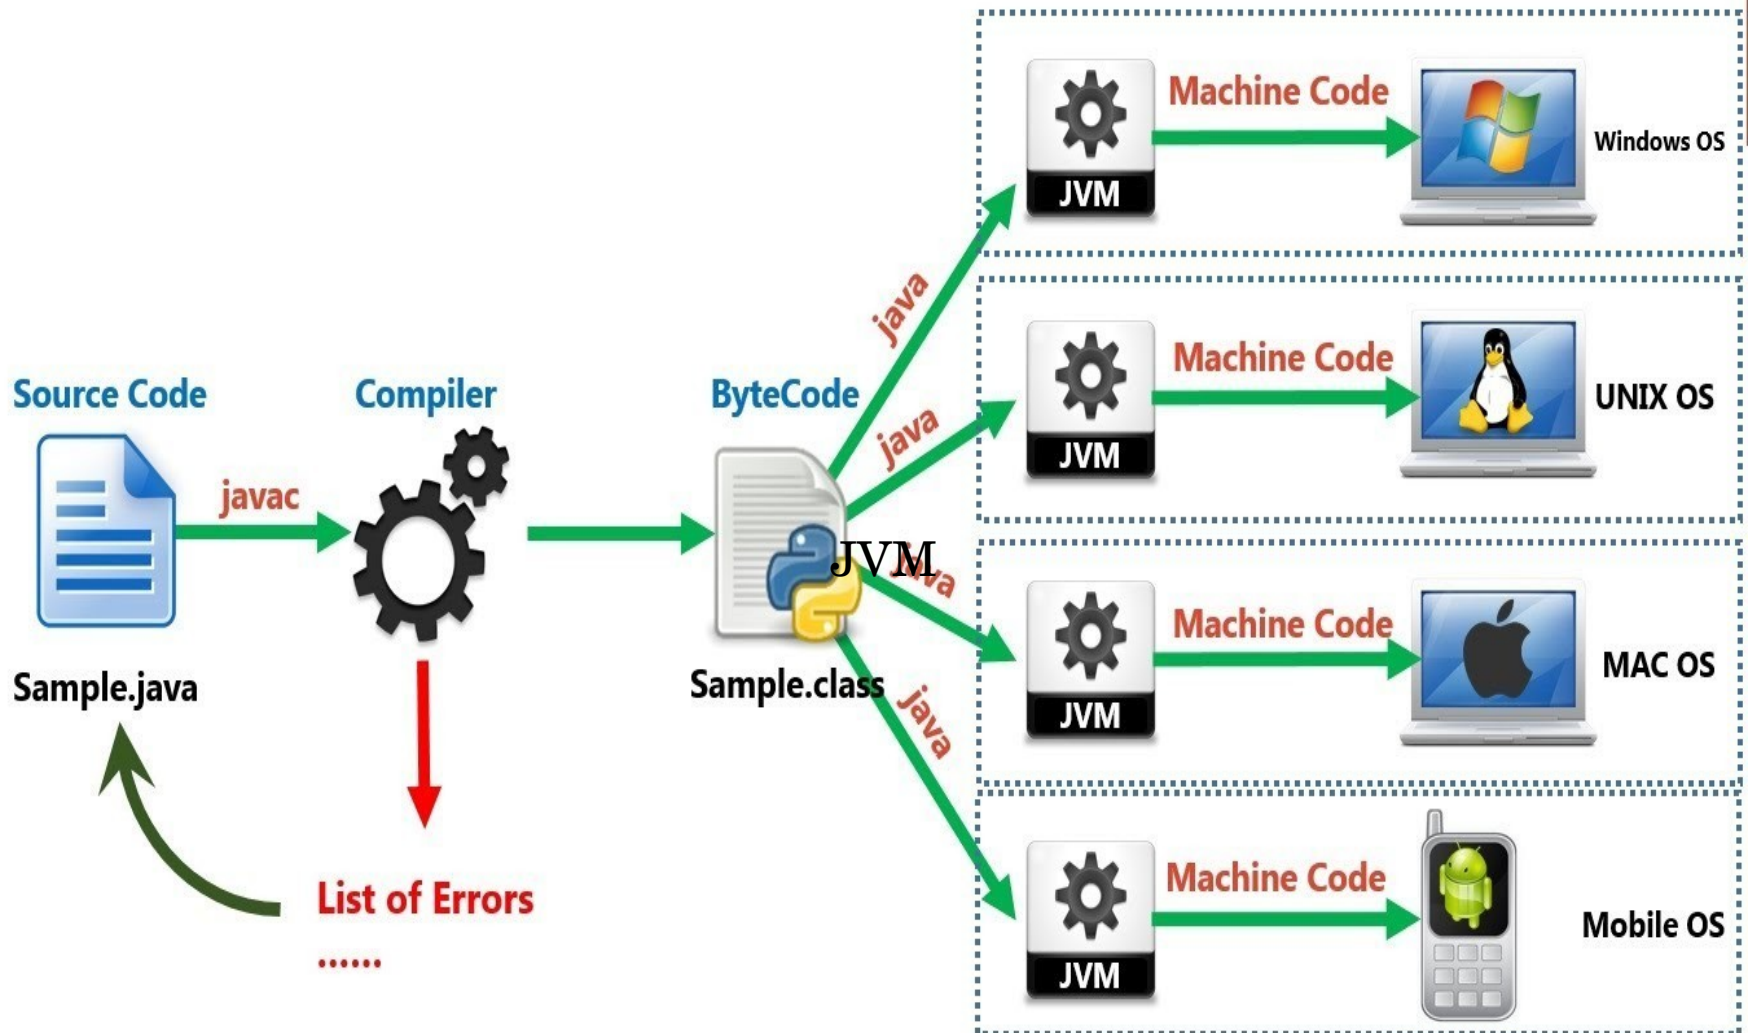 Source Code
javac
Sample.java
Compiler
List of Errors
......
ByteCode
JVM
Sample.class
java
java
java
java
JVM
Machine Code
Windows OS
JVM
Machine Code
UNIX OS
JVM
Machine Code
MAC OS
JVM
Machine Code
Mobile OS